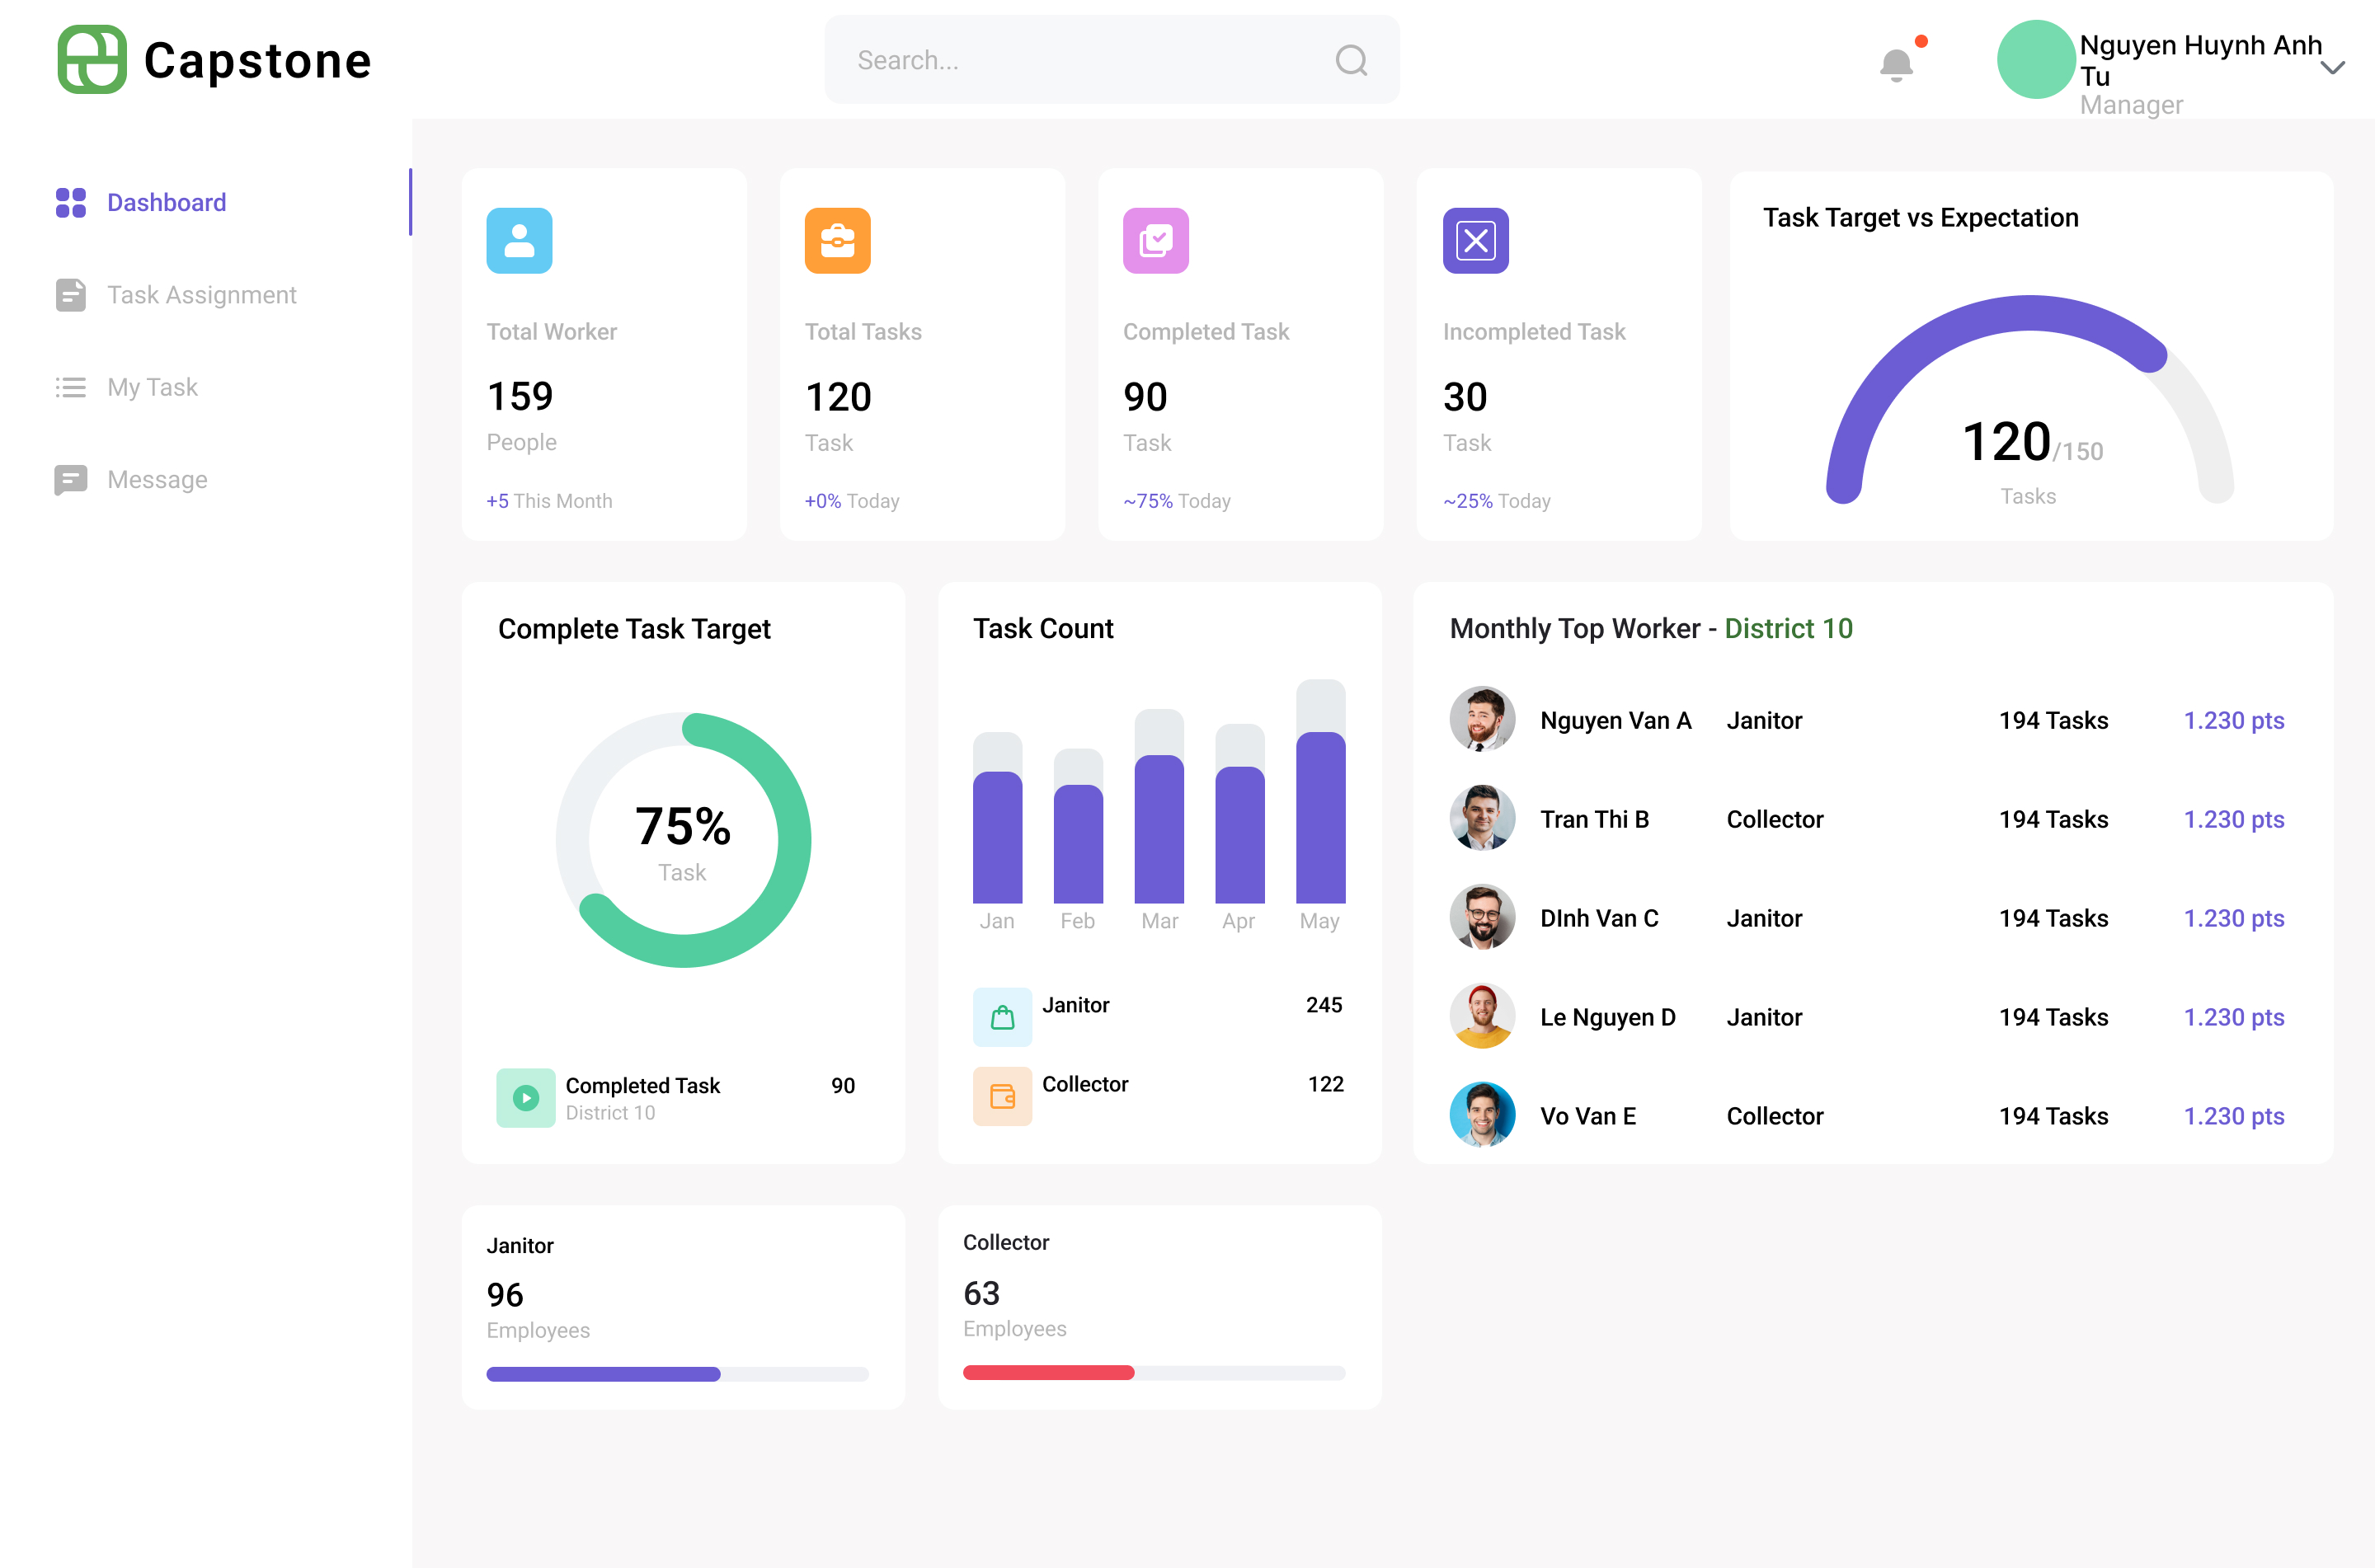 Capstone
Search...
Nguyen Huynh Anh
Tu
Manager
Dashboard
Task Assignment
My Task
Message
Total Worker
159
People
+5 This Month
Total Tasks
120
Task
+0% Today
Completed Task
90
Task
~75% Today
Incompleted Task
30
Task
~25% Today
Task Target vs Expectation
120/150
Tasks
Complete Task Target
75%
Task
Completed Task 90
District 10
Task Count
Jan Feb Mar Apr May
Janitor 245
Collector 122
Monthly Top Worker - District 10
Nguyen Van A Janitor 194 Tasks 1.230 pts
Tran Thi B Collector 194 Tasks 1.230 pts
DInh Van C Janitor 194 Tasks 1.230 pts
Le Nguyen D Janitor 194 Tasks 1.230 pts
Vo Van E Collector 194 Tasks 1.230 pts
Janitor
96
Employees
Collector
63
Employees